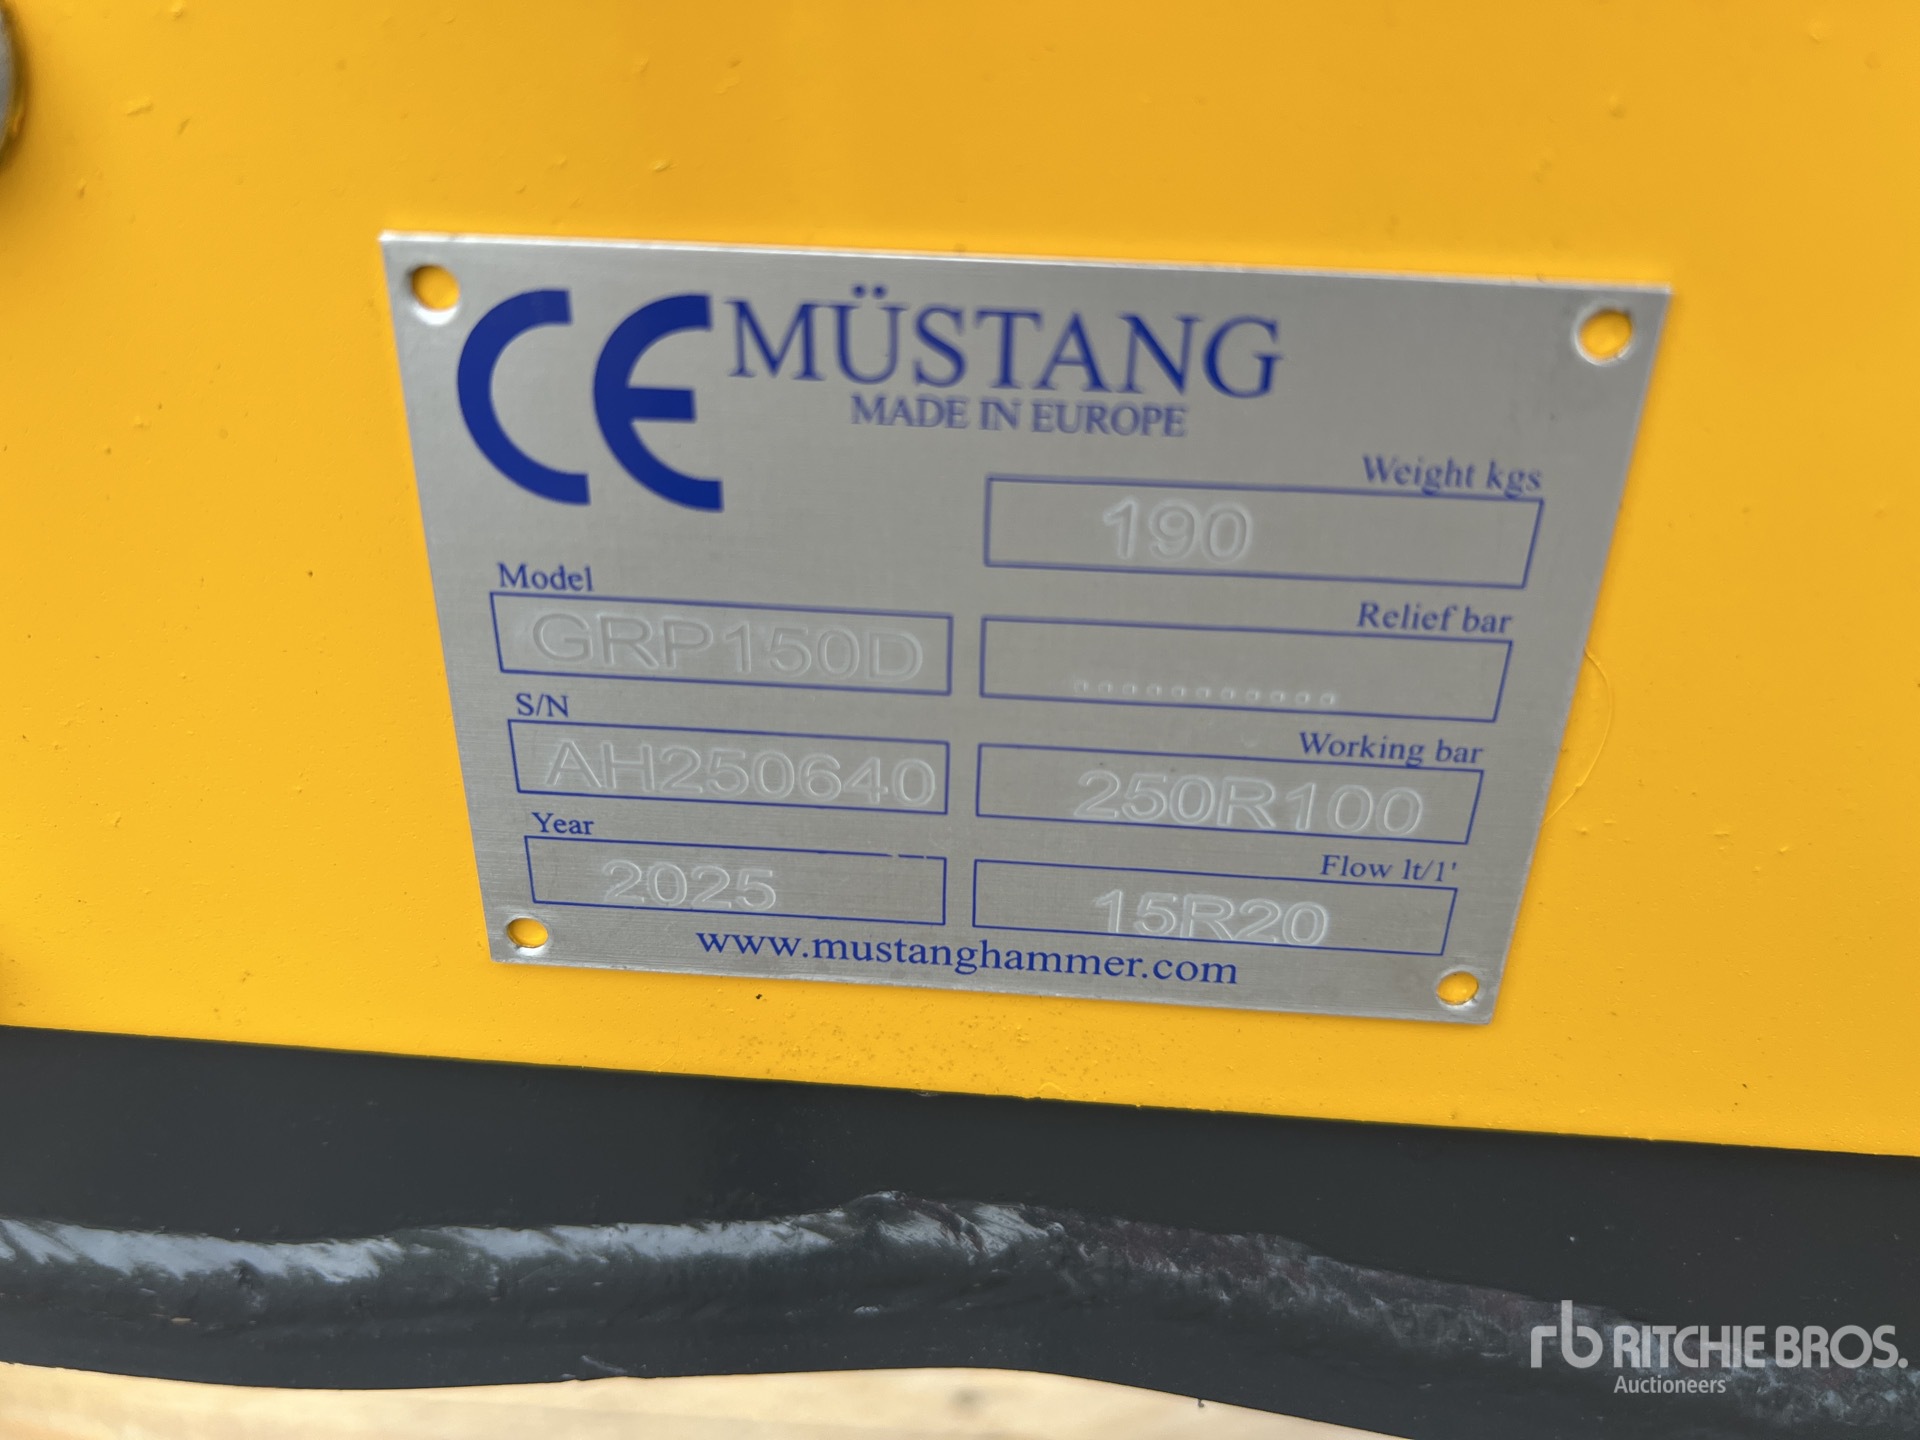 CE MÜSTANG
MADE IN EUROPE
Weight kgs
190
Model
GRP150D
Relief bar
............
S/N
AH250640
Working bar
250R100
Year
2025
Flow lt/1'
15R20
www.mustanghammer.com
rb RITCHIE BROS.
Auctioneers